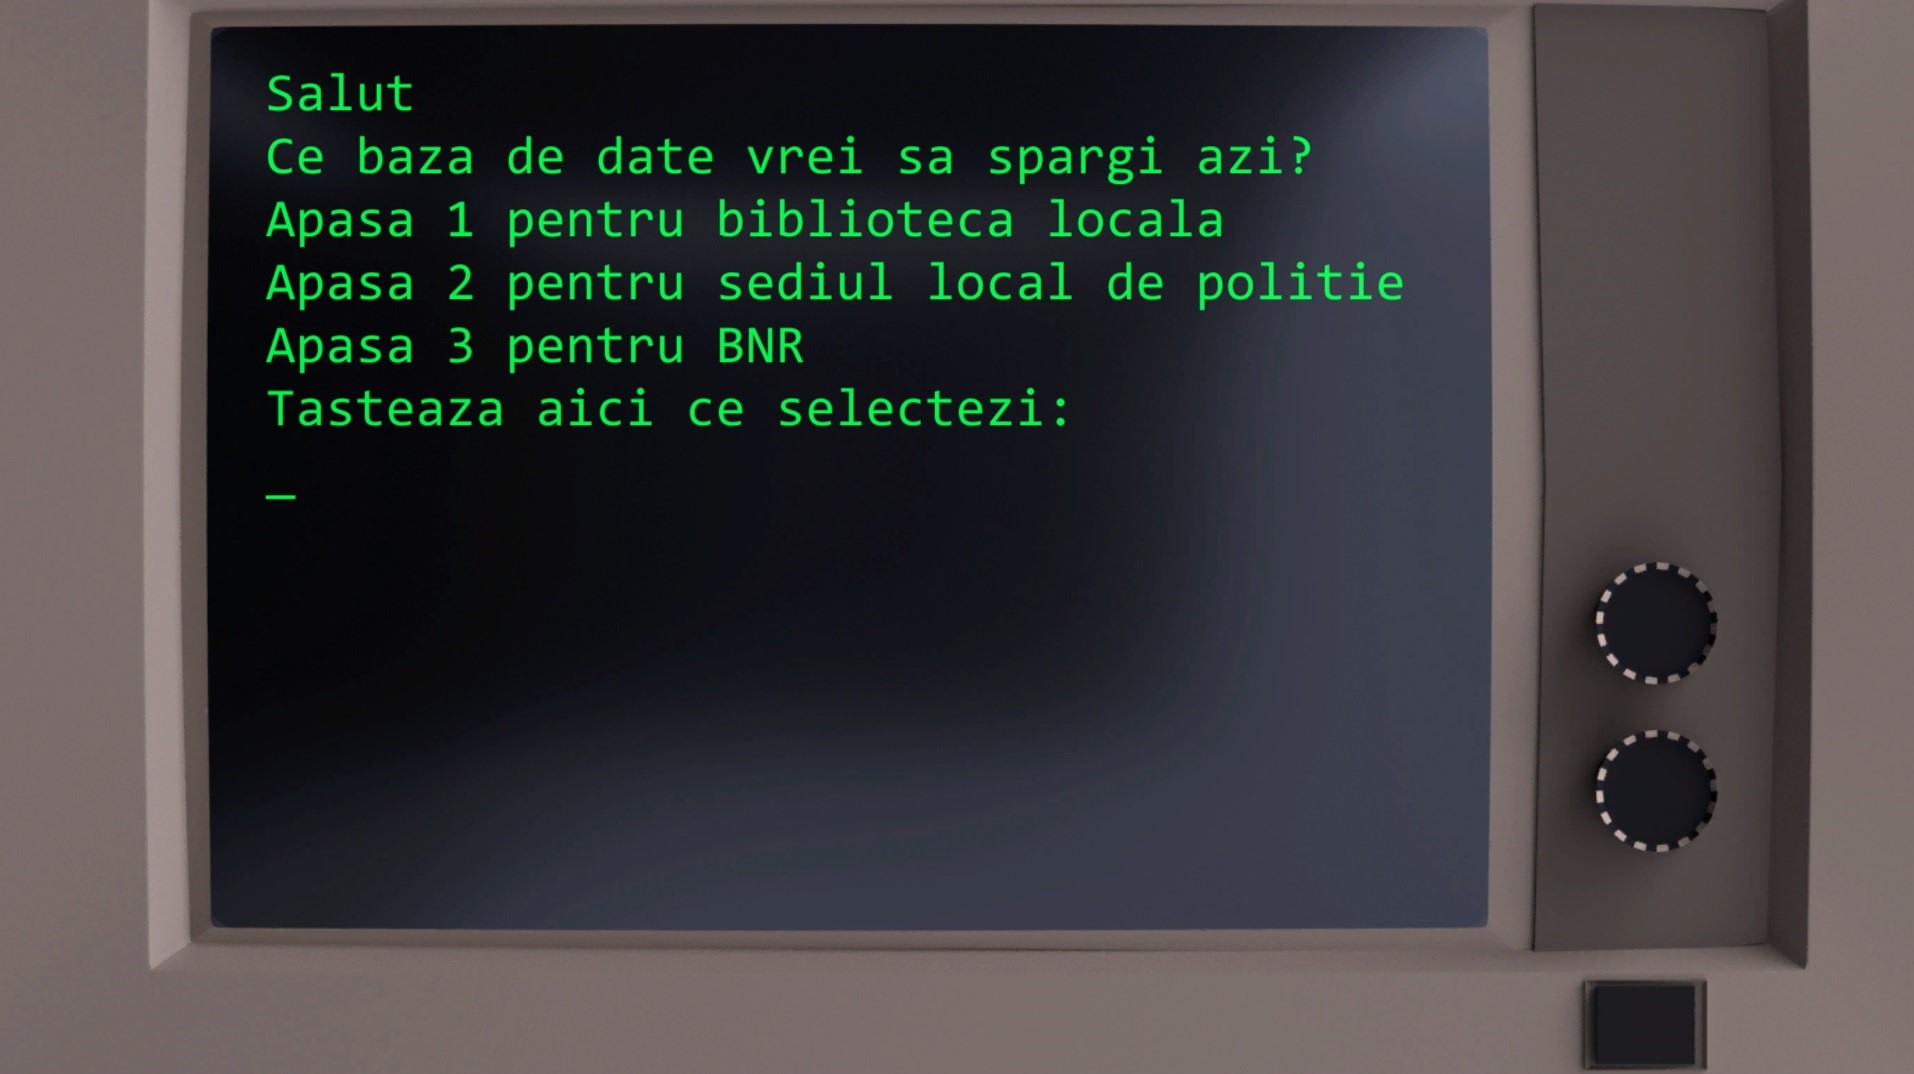 Salut
Ce baza de date vrei sa spargi azi?
Apasa 1 pentru biblioteca locala
Apasa 2 pentru sediul local de politie
Apasa 3 pentru BNR
Tasteaza aici ce selectezi:
_